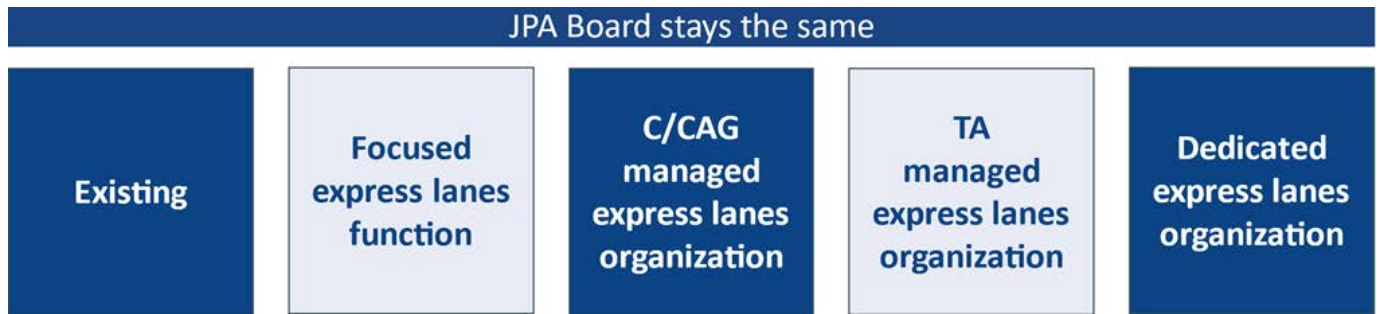 JPA Board stays the same
Existing
Focused
express lanes
function
C/CAG
managed
express lanes
organization
TA
managed
express lanes
organization
Dedicated
express lanes
organization